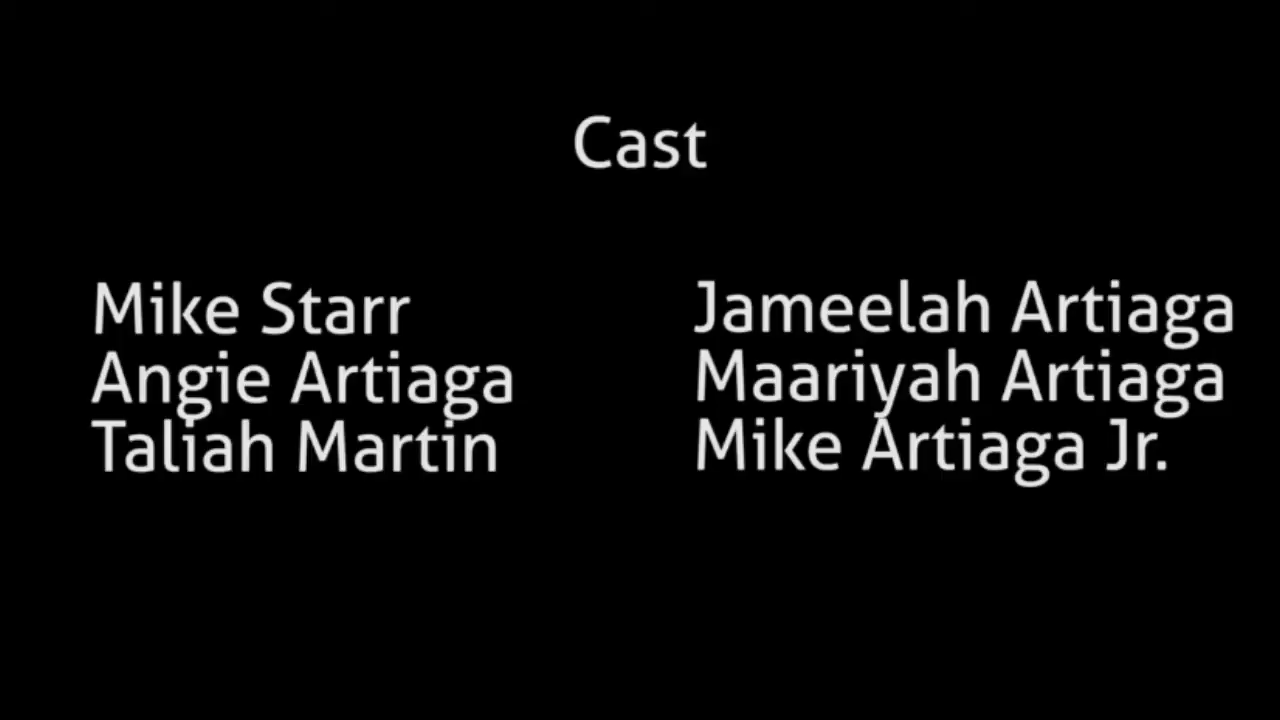 Cast
Mike Starr
Angie Artiaga
Taliah Martin
Jameelah Artiaga
Maariyah Artiaga
Mike Artiaga Jr.